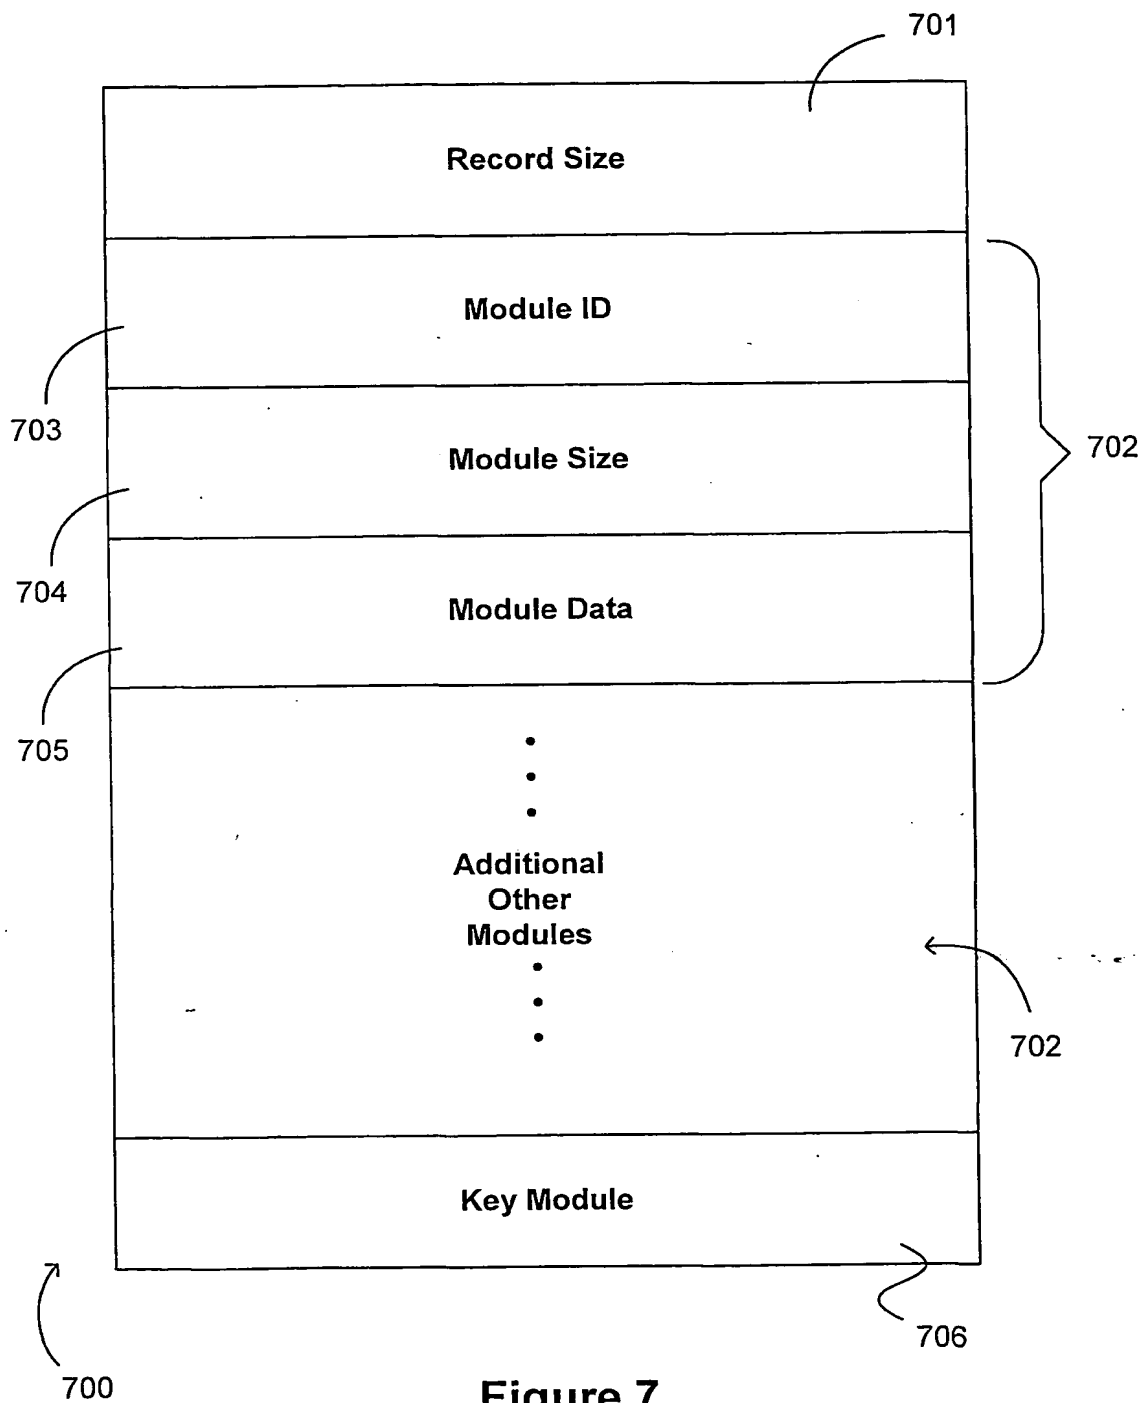 701
Record Size
Module ID
703
Module Size
702
704
Module Data
705
Additional
Other
Modules
702
Key Module
706
700
Figure 7